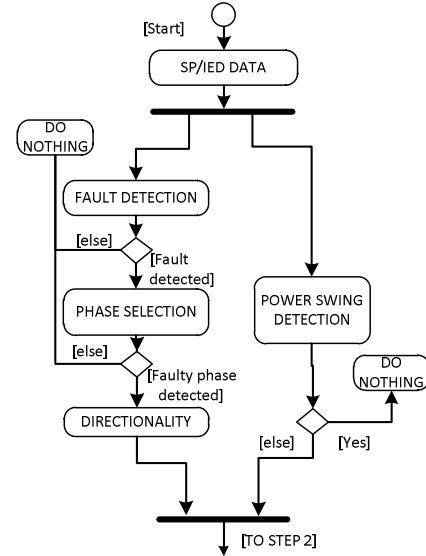 [Start]
SP/IED DATA
DO
NOTHING
FAULT DETECTION
[else]
[Fault
detected]
PHASE SELECTION
POWER SWING
DETECTION
[else]
[Faulty phase
detected]
DO
NOTHING
DIRECTIONALITY
[else]
[Yes]
[TO STEP 2]